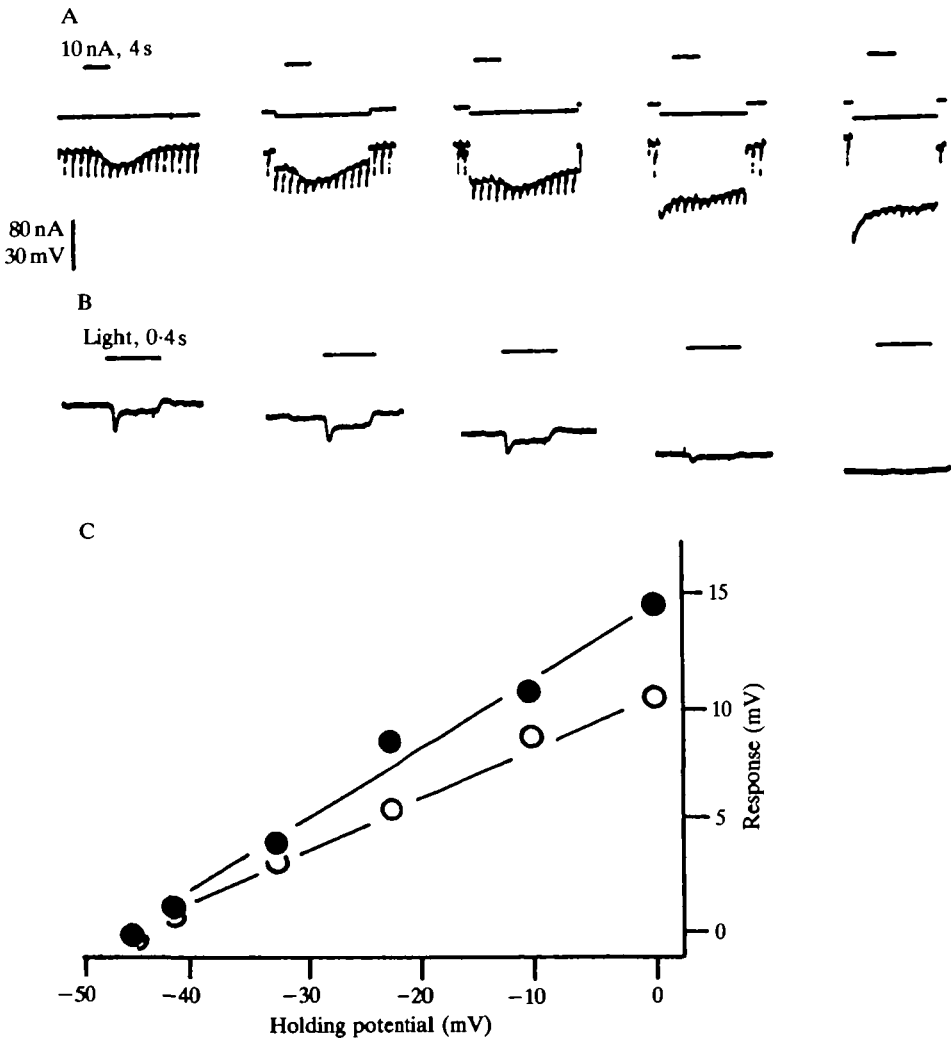 A
10 nA, 4 s
80 nA
30 mV
B
Light, 0·4 s
C
15
10
5
0
Response (mV)
−50
−40
−30
−20
−10
0
Holding potential (mV)